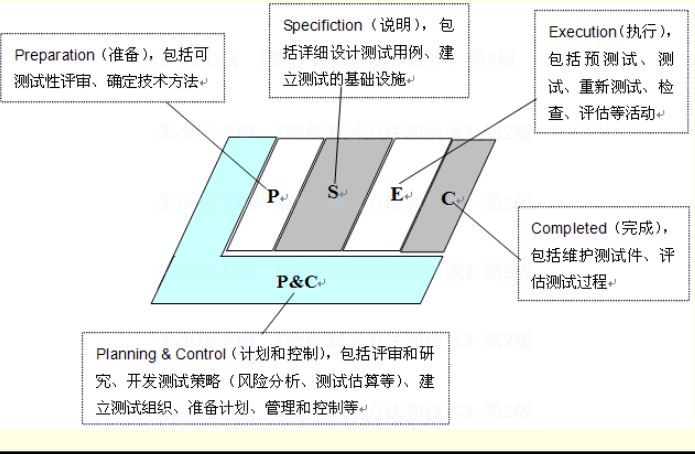 Preparation（准备），包括可
测试性评审、确定技术方法
Specifiction（说明），包
括详细设计测试用例、建
立测试的基础设施
Execution（执行），
包括预测试、测
试、重新测试、检
查、评估等活动
P
S
E
C
Completed（完成），
包括维护测试件、评
估测试过程
P&C
Planning & Control（计划和控制），包括评审和研
究、开发测试策略（风险分析、测试估算等）、建
立测试组织、准备计划、管理和控制等